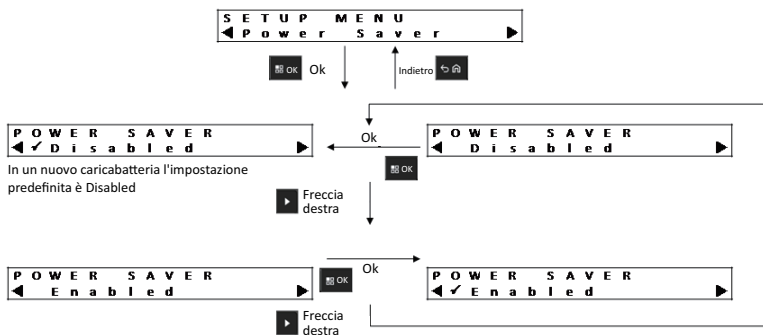 SETUP MENU
◀ Power Saver ▶
OK Ok
Indietro
POWER SAVER
◀ ✓ Disabled ▶
Ok
OK
POWER SAVER
◀ Disabled ▶
In un nuovo caricabatteria l'impostazione
predefinita è Disabled
Freccia
destra
POWER SAVER
◀ Enabled ▶
OK
Ok
POWER SAVER
◀ ✓ Enabled ▶
Freccia
destra